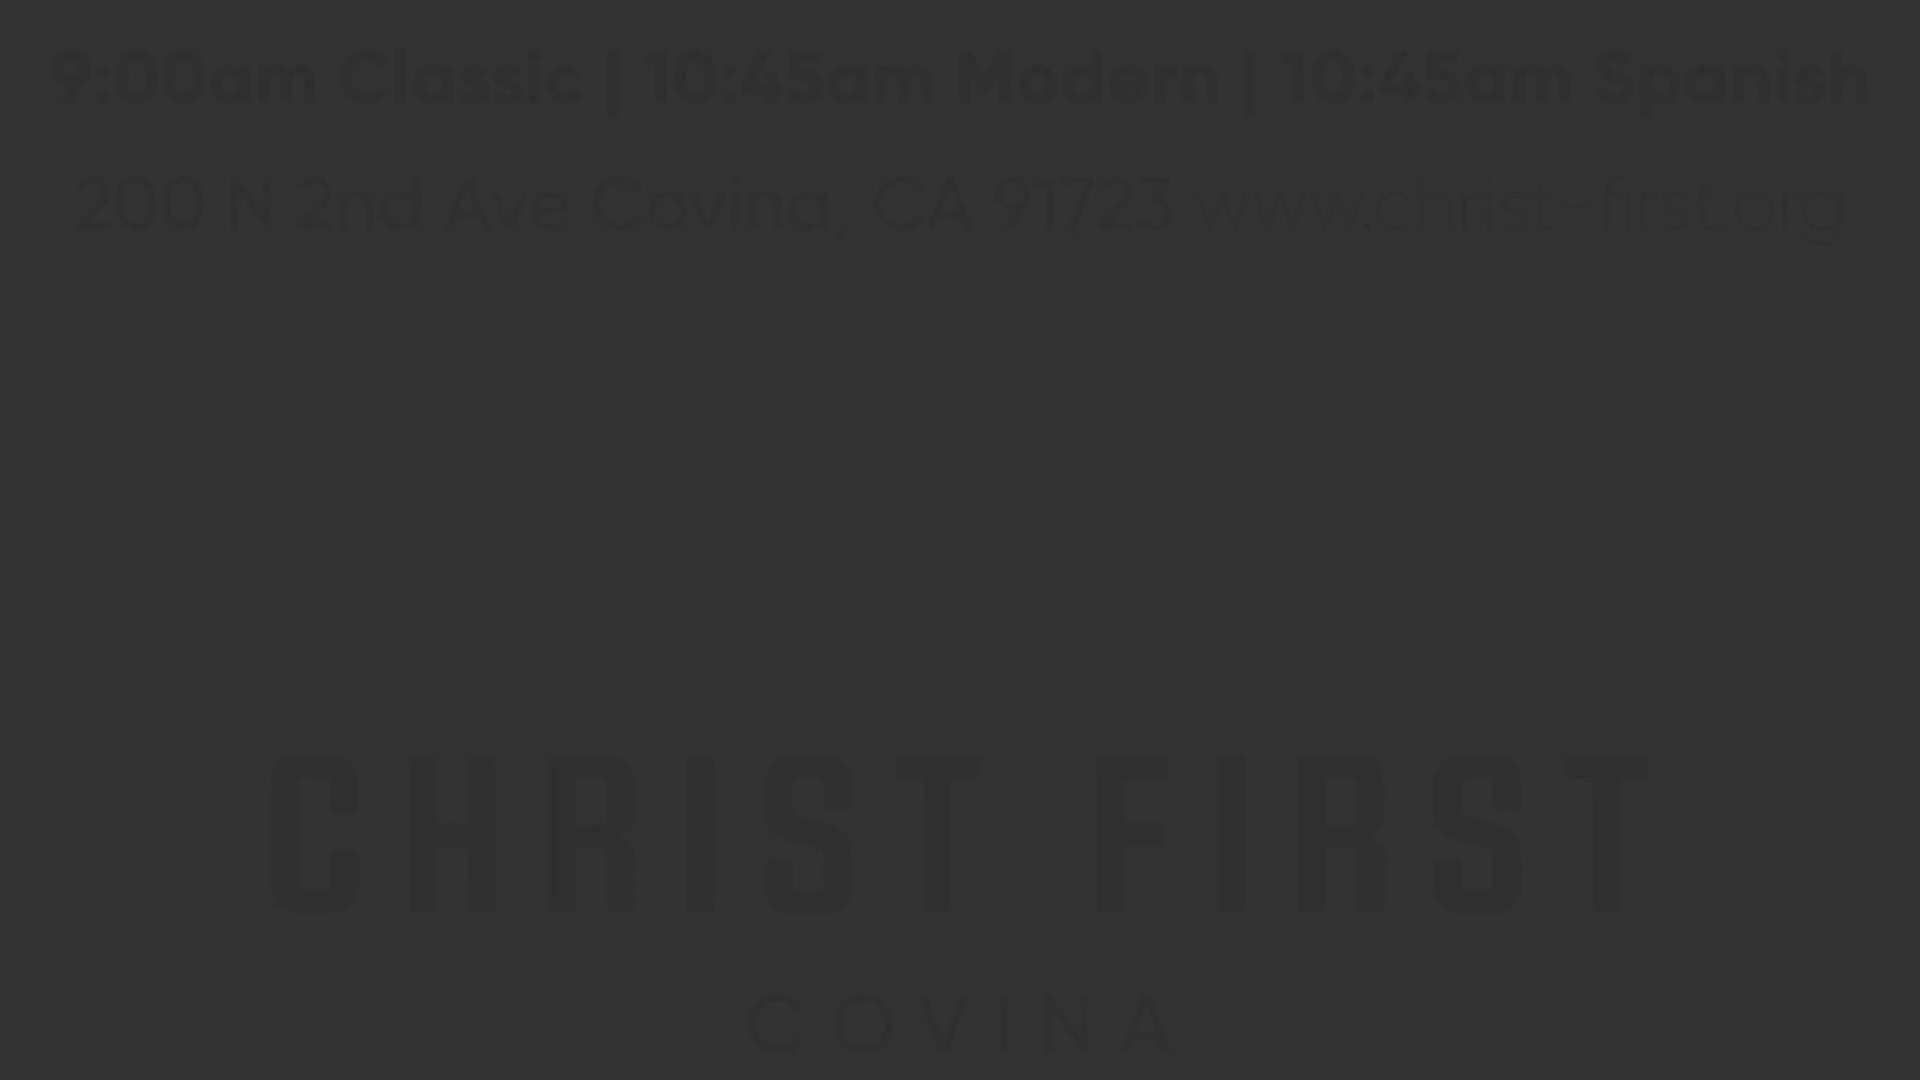 9:00am Classic | 10:45am Modern | 10:45am Spanish
200 N 2nd Ave Covina, CA 91723 www.christ-first.org
CHRIST FIRST
COVINA